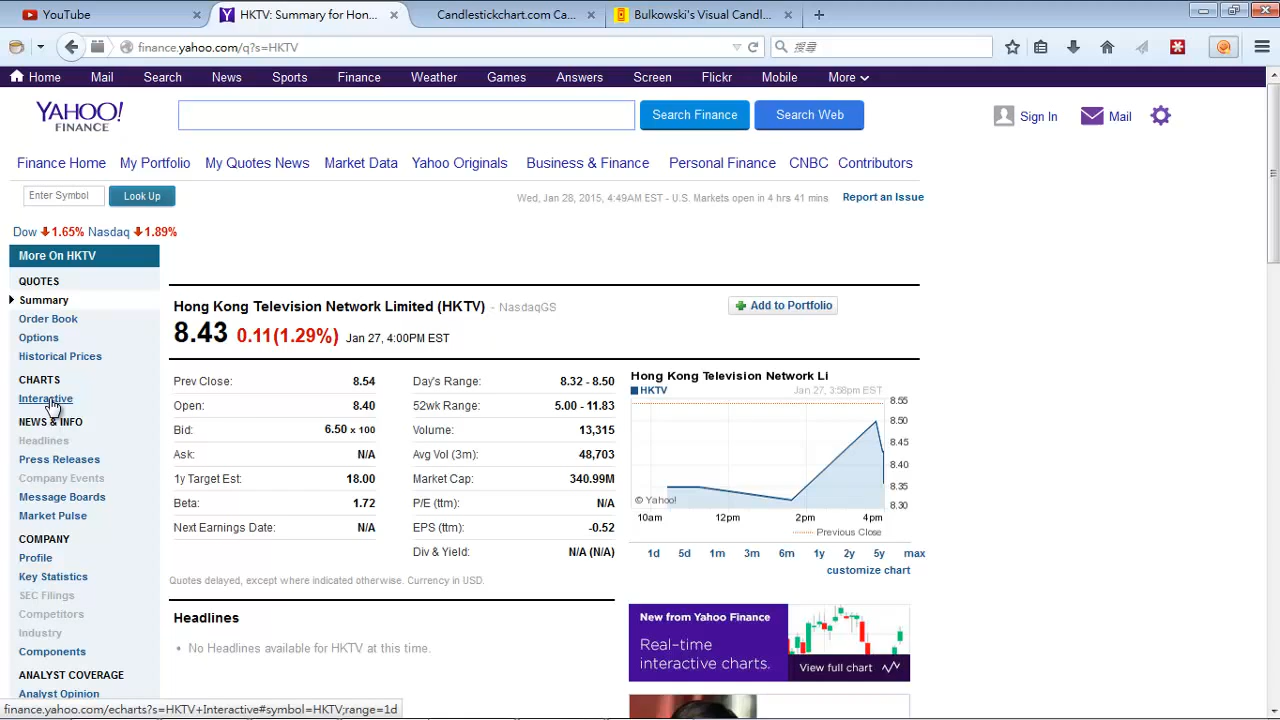 YouTube
HKTV: Summary for Hon...
Candlestickchart.com Ca...
Bulkowski's Visual Candl...
finance.yahoo.com/q?s=HKTV
搜尋
Home Mail Search News Sports Finance Weather Games Answers Screen Flickr Mobile More
YAHOO!
FINANCE
Search Finance
Search Web
Sign In
Mail
Finance Home My Portfolio My Quotes News Market Data Yahoo Originals Business & Finance Personal Finance CNBC Contributors
Enter Symbol
Look Up
Wed, Jan 28, 2015, 4:49AM EST - U.S. Markets open in 4 hrs 41 mins
Report an Issue
Dow 1.65% Nasdaq 1.89%
More On HKTV
QUOTES
Summary
Order Book
Options
Historical Prices
CHARTS
Interactive
NEWS & INFO
Headlines
Press Releases
Company Events
Message Boards
Market Pulse
COMPANY
Profile
Key Statistics
SEC Filings
Competitors
Industry
Components
ANALYST COVERAGE
Analyst Opinion
Hong Kong Television Network Limited (HKTV) - NasdaqGS
Add to Portfolio
8.43 0.11(1.29%) Jan 27, 4:00PM EST
Prev Close: 8.54
Open: 8.40
Bid: 6.50 x 100
Ask: N/A
1y Target Est: 18.00
Beta: 1.72
Next Earnings Date: N/A
Day's Range: 8.32 - 8.50
52wk Range: 5.00 - 11.83
Volume: 13,315
Avg Vol (3m): 48,703
Market Cap: 340.99M
P/E (ttm): N/A
EPS (ttm): -0.52
Div & Yield: N/A (N/A)
Quotes delayed, except where indicated otherwise. Currency in USD.
Hong Kong Television Network Li
HKTV
Jan 27, 3:58pm EST
8.55
8.50
8.45
8.40
8.35
8.30
© Yahoo!
10am 12pm 2pm 4pm
Previous Close
1d 5d 1m 3m 6m 1y 2y 5y max
customize chart
Headlines
• No Headlines available for HKTV at this time.
New from Yahoo Finance
Real-time
interactive charts.
View full chart
finance.yahoo.com/echarts?s=HKTV+Interactive#symbol=HKTV;range=1d